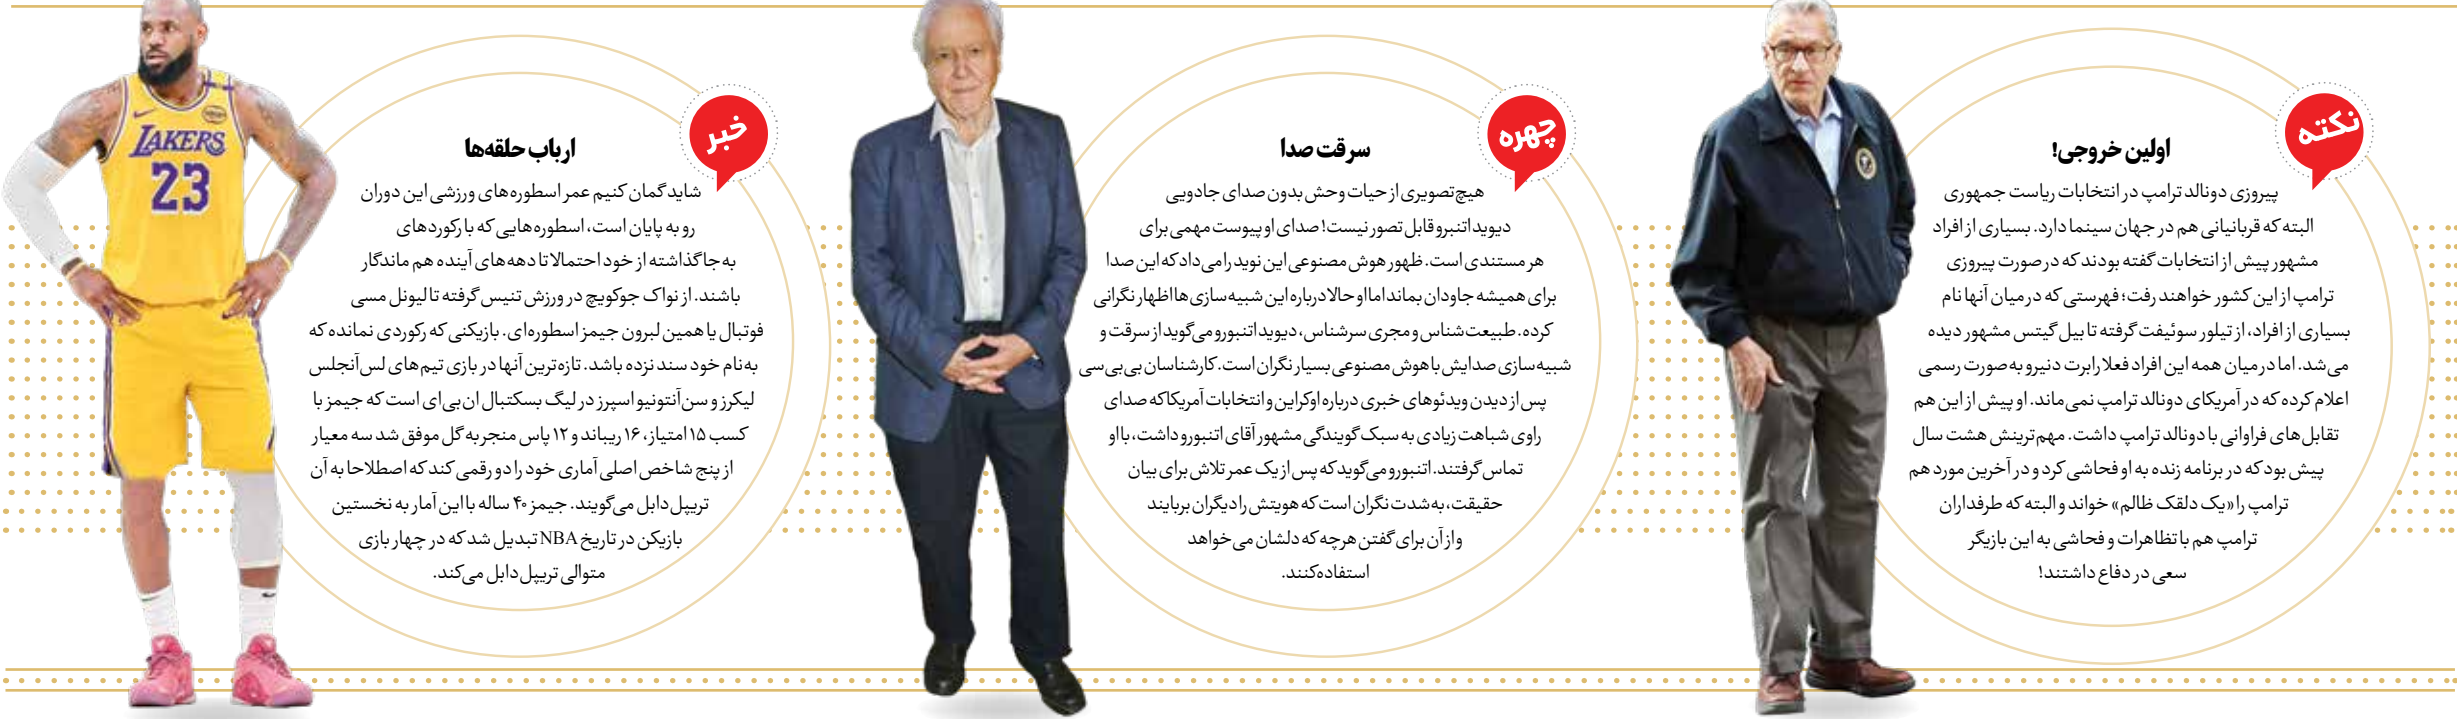 نکته
اولین خروجی!
پیروزی دونالد ترامپ در انتخابات ریاست جمهوری
البته که قربانیانی هم در جهان سینما دارد. بسیاری از افراد
مشهور پیش از انتخابات گفته بودند که در صورت پیروزی
ترامپ از این کشور خواهند رفت؛ فهرستی که در میان آنها نام
بسیاری از افراد، از تیلور سوئیفت گرفته تا بیل گیتس مشهور دیده
می‌شد. اما در میان همه این افراد فعلا رابرت دنیرو به صورت رسمی
اعلام کرده که در آمریکای دونالد ترامپ نمی‌ماند. او پیش از این هم
تقابل‌های فراوانی با دونالد ترامپ داشت. مهم‌ترینش هشت سال
پیش بود که در برنامه زنده به او فحاشی کرد و در آخرین مورد هم
ترامپ را «یک دلقک ظالم» خواند و البته که طرفداران
ترامپ هم با تظاهرات و فحاشی به این بازیگر
سعی در دفاع داشتند!
چهره
سرقت صدا
هیچ تصویری از حیات وحش بدون صدای جادویی
دیوید اتنبرو قابل تصور نیست! صدای او پیوست مهمی برای
هر مستندی است. ظهور هوش مصنوعی این نوید را می‌داد که این صدا
برای همیشه جاودان بماند اما او حالا درباره این شبیه‌سازی‌ها اظهار نگرانی
کرده. طبیعت‌شناس و مجری سرشناس، دیوید اتنبورو می‌گوید از سرقت و
شبیه‌سازی صدایش با هوش مصنوعی بسیار نگران است. کارشناسان بی‌بی‌سی
پس از دیدن ویدئوهای خبری درباره اوکراین و انتخابات آمریکا که صدای
راوی شباهت زیادی به سبک گویندگی مشهور آقای اتنبورو داشت، با او
تماس گرفتند. اتنبورو می‌گوید که پس از یک عمر تلاش برای بیان
حقیقت، به‌شدت نگران است که هویتش را دیگران بربایند
و از آن برای گفتن هرچه که دلشان می‌خواهد
استفاده کنند.
خبر
ارباب حلقه‌ها
شاید گمان کنیم عمر اسطوره‌های ورزشی این دوران
رو به پایان است، اسطوره‌هایی که با رکوردهای
به جا گذاشته از خود احتمالا تا دهه‌های آینده هم ماندگار
باشند. از نواک جوکویچ در ورزش تنیس گرفته تا لیونل مسی
فوتبال یا همین لبرون جیمز اسطوره‌ای. بازیکنی که رکوردی نمانده که
به‌نام خود سند نزده باشد. تازه‌ترین آنها در بازی تیم‌های لس‌آنجلس
لیکرز و سن‌آنتونیو اسپرز در لیگ بسکتبال ان‌بی‌ای است که جیمز با
کسب ۱۵ امتیاز، ۱۶ ریباند و ۱۲ پاس منجر به گل موفق شد سه معیار
از پنج شاخص اصلی آماری خود را دو رقمی کند که اصطلاحا به آن
تریپل دابل می‌گویند. جیمز ۴۰ ساله با این آمار به نخستین
بازیکن در تاریخ NBA تبدیل شد که در چهار بازی
متوالی تریپل دابل می‌کند.
LAKERS
23